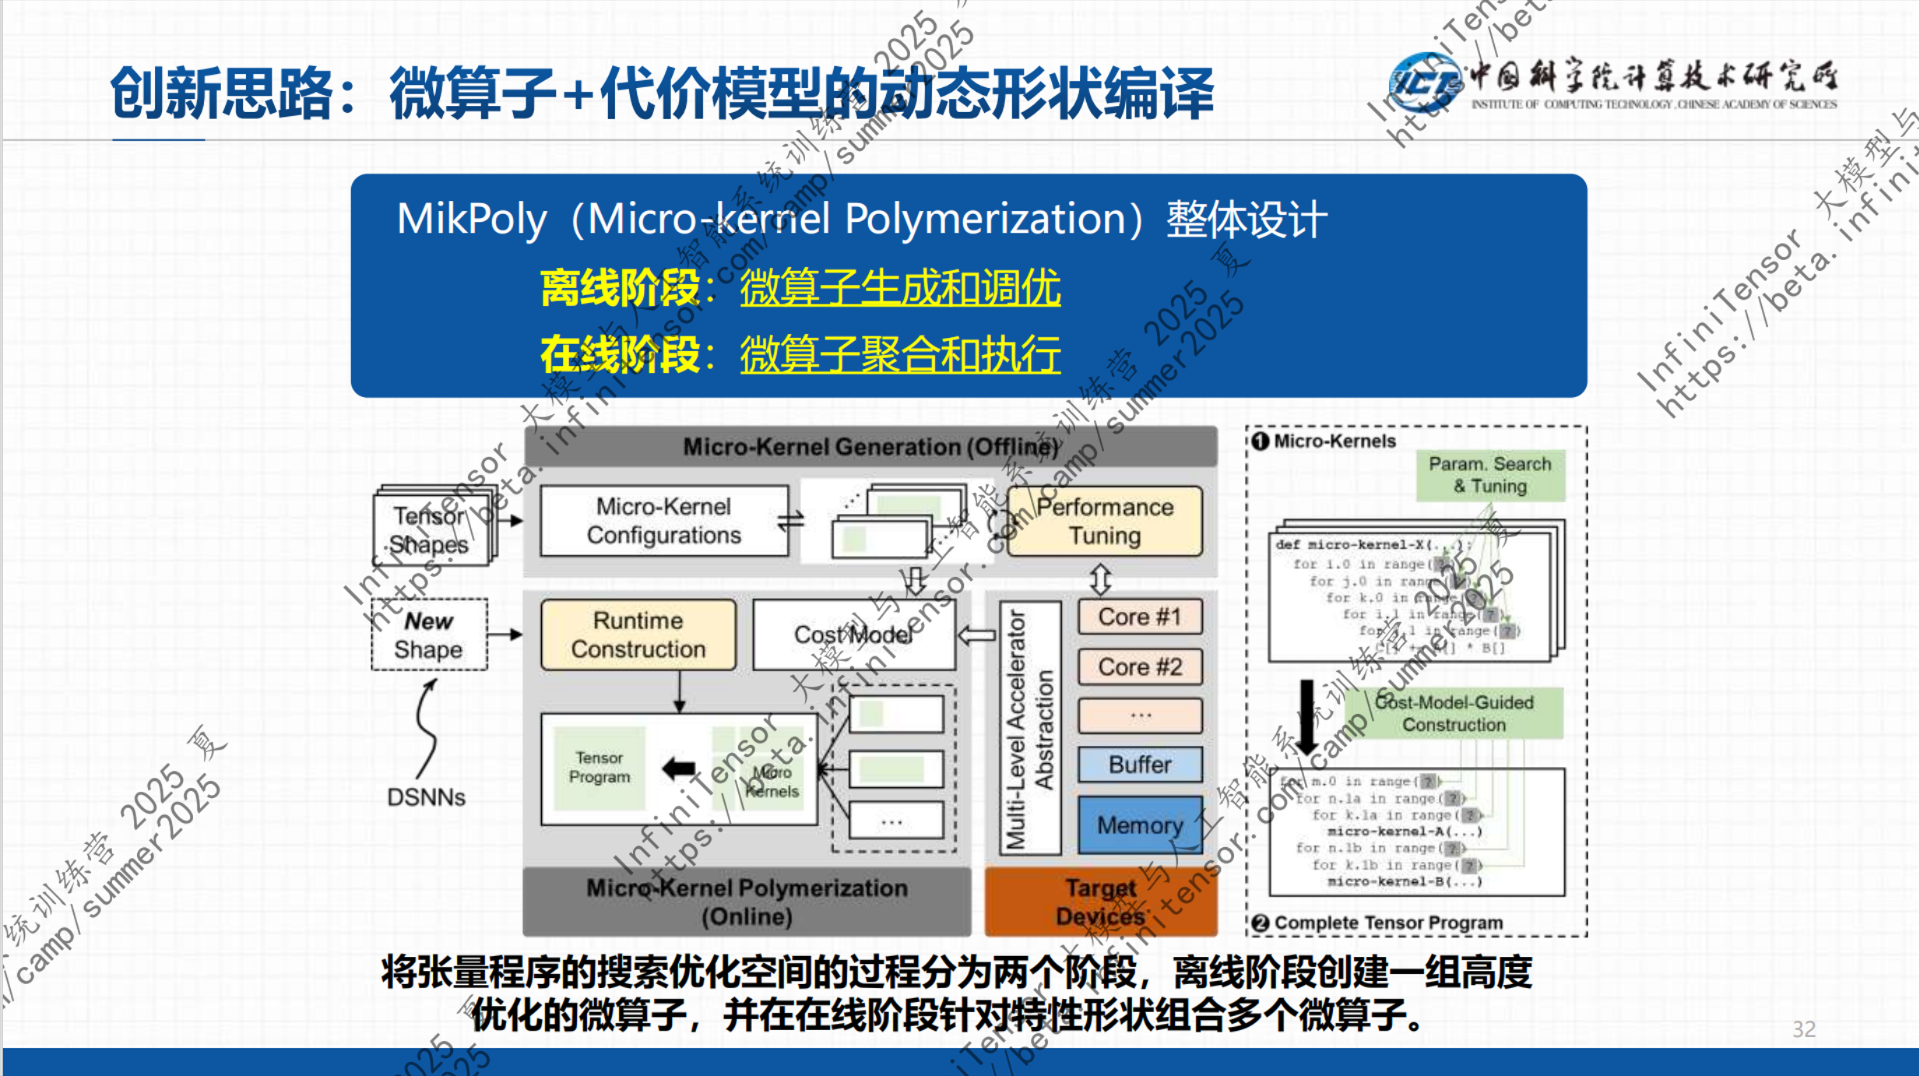 创新思路：微算子+代价模型的动态形状编译
中国科学院计算技术研究所
INSTITUTE OF COMPUTING TECHNOLOGY, CHINESE ACADEMY OF SCIENCES
ICT
MikPoly（Micro-kernel Polymerization）整体设计
离线阶段：微算子生成和调优
在线阶段：微算子聚合和执行
Micro-Kernel Generation (Offline)
Tensor
Shapes
Micro-Kernel
Configurations
Performance
Tuning
New
Shape
DSNNs
Runtime
Construction
Cost Model
Tensor
Program
Micro
Kernels
...
Multi-Level Accelerator
Abstraction
Core #1
Core #2
...
Buffer
Memory
Micro-Kernel Polymerization
(Online)
Target
Devices
❶ Micro-Kernels
Param. Search
& Tuning
def micro-kernel-X(...):
for i.0 in range(?)
for j.0 in range(?)
for k.0 in range(?)
for i.1 in range(?)
for j.1 in range(?)
C[] += A[] * B[]
Cost-Model-Guided
Construction
for m.0 in range(?)
for n.1a in range(?)
for k.1a in range(?)
micro-kernel-A(...)
for n.1b in range(?)
for k.1b in range(?)
micro-kernel-B(...)
❷ Complete Tensor Program
将张量程序的搜索优化空间的过程分为两个阶段，离线阶段创建一组高度
优化的微算子，并在在线阶段针对特性形状组合多个微算子。
32
InfiniTensor 大模型与人工智能系统训练营 2025 夏
https://beta.infinitensor.com/camp/summer2025